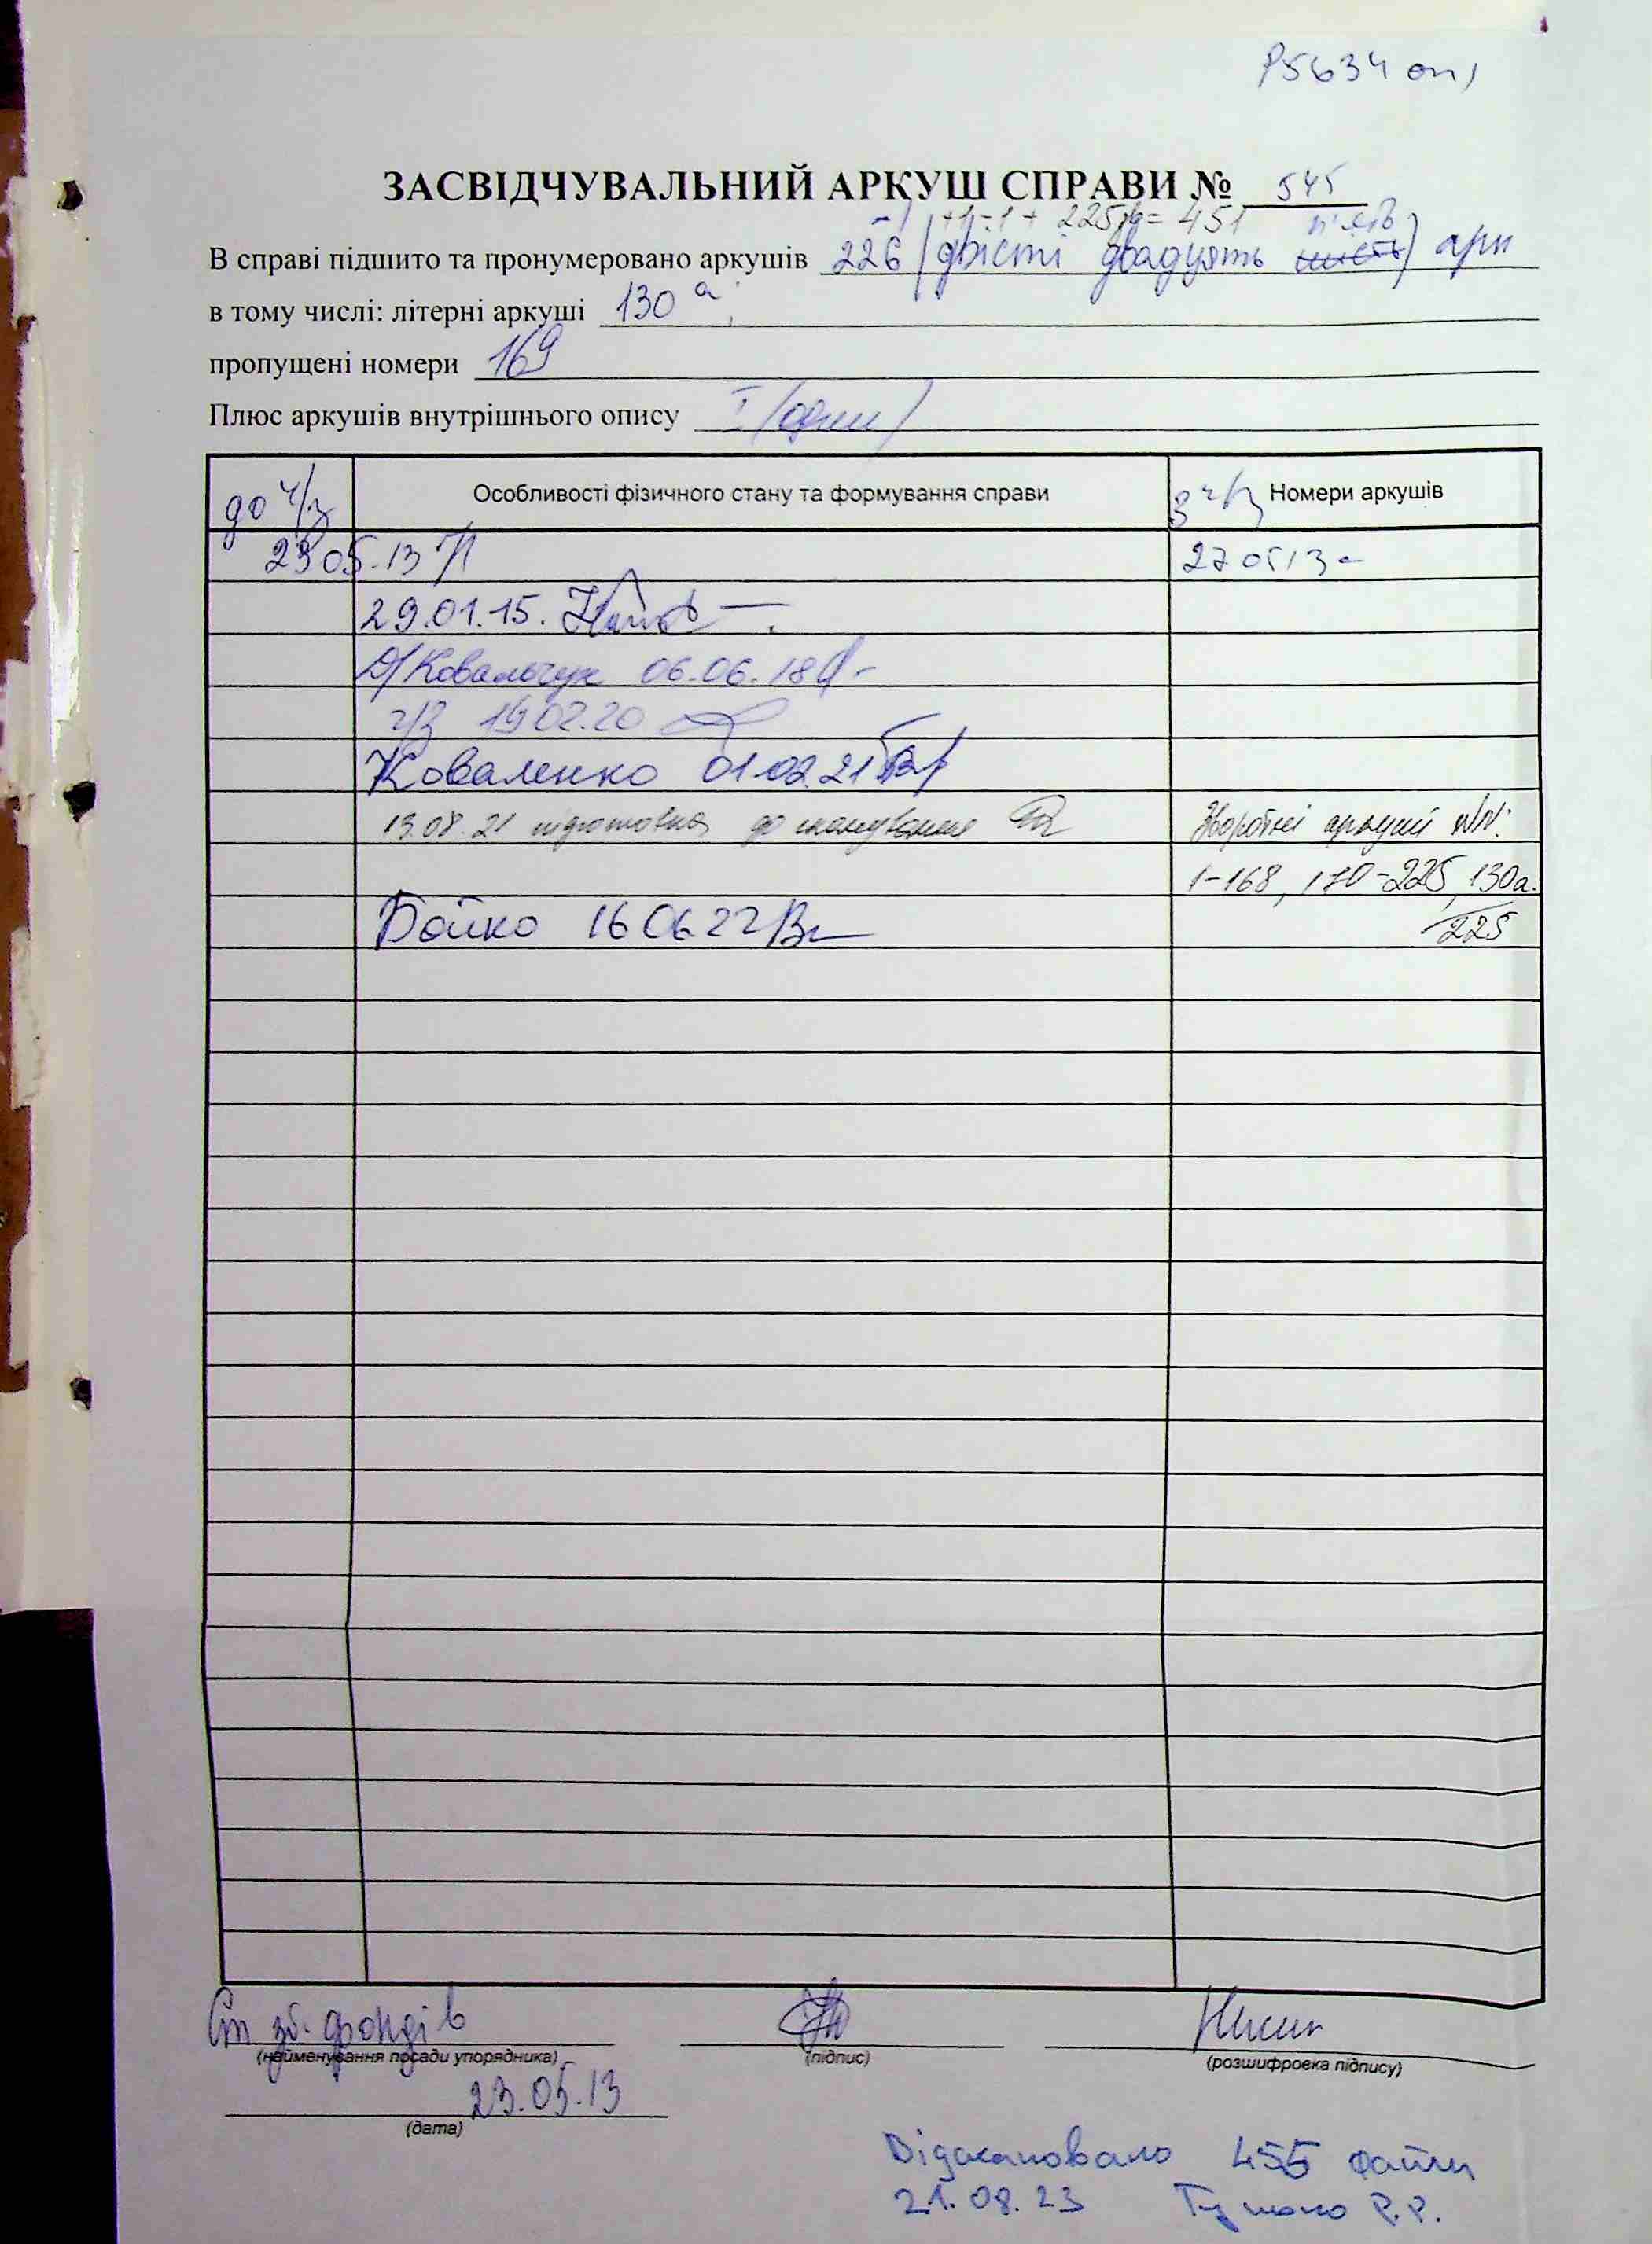 Р5634 оп 1
ЗАСВІДЧУВАЛЬНИЙ АРКУШ СПРАВИ № 545
-1 +1-1 + 225 = 451 п'ять
В справі підшито та пронумеровано аркушів 226 (двісті двадцять шість) арк
в тому числі: літерні аркуші 130 а
пропущені номери 169
Плюс аркушів внутрішнього опису I (один)
до ч/з Особливості фізичного стану та формування справи з ч/з Номери аркушів
23 05.13 27 05 13
29.01.15.
Ковальчук 06.06.18
ч/з 19 02.20
Коваленко 01.02.21
13.08.21 підготовка до сканування Зворотні аркуші №№:
1-168, 170-225, 130а.
Бойко 16 06 22 225
Ст. зб. фондів
(найменування посади упорядника) (підпис) (розшифровка підпису)
23.05.13
(дата)
Відскановано 455 файли
21.08.23 Р.Р.